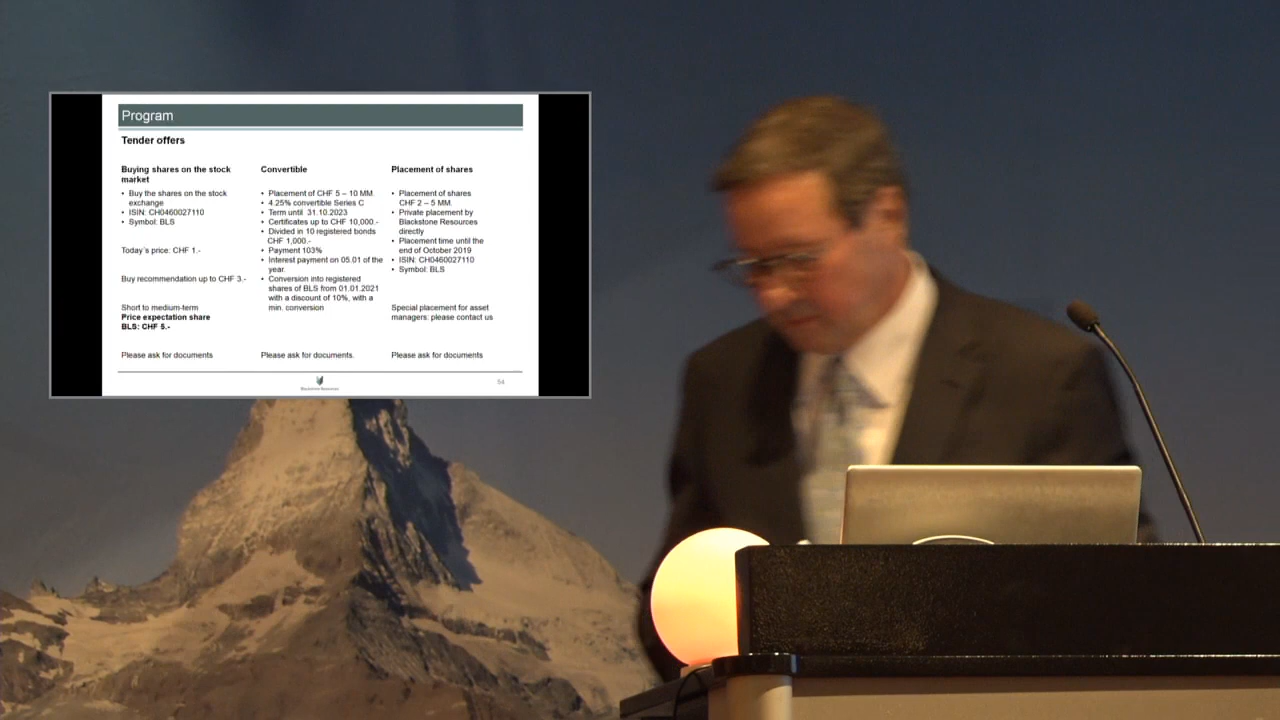 Program
Tender offers
Buying shares on the stock
market
• Buy the shares on the stock
exchange
• ISIN: CH0460027110
• Symbol: BLS
Today´s price: CHF 1.-
Buy recommendation up to CHF 3.-
Short to medium-term
Price expectation share
BLS: CHF 5.-
Please ask for documents
Convertible
• Placement of CHF 5 – 10 MM.
• 4.25% convertible Series C
• Term until 31.10.2023
• Certificates up to CHF 10,000.-
• Divided in 10 registered bonds
CHF 1,000.-
• Payment 103%
• Interest payment on 05.01 of the
year.
• Conversion into registered
shares of BLS from 01.01.2021
with a discount of 10%, with a
min. conversion
Please ask for documents.
Placement of shares
• Placement of shares
CHF 2 – 5 MM.
• Private placement by
Blackstone Resources
directly
• Placement time until the
end of October 2019
• ISIN: CH0460027110
• Symbol: BLS
Special placement for asset
managers: please contact us
Please ask for documents
Blackstone Resources
54